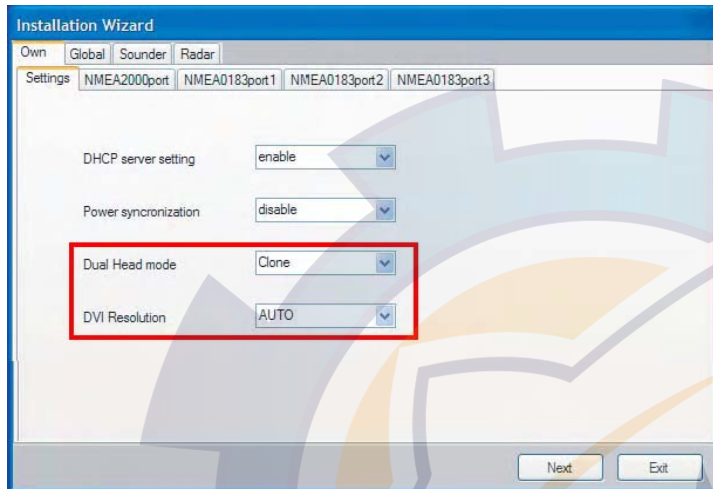 Installation Wizard
Own Global Sounder Radar
Settings NMEA2000port NMEA0183port1 NMEA0183port2 NMEA0183port3
DHCP server setting enable
Power syncronization disable
Dual Head mode Clone
DVI Resolution AUTO
Next Exit